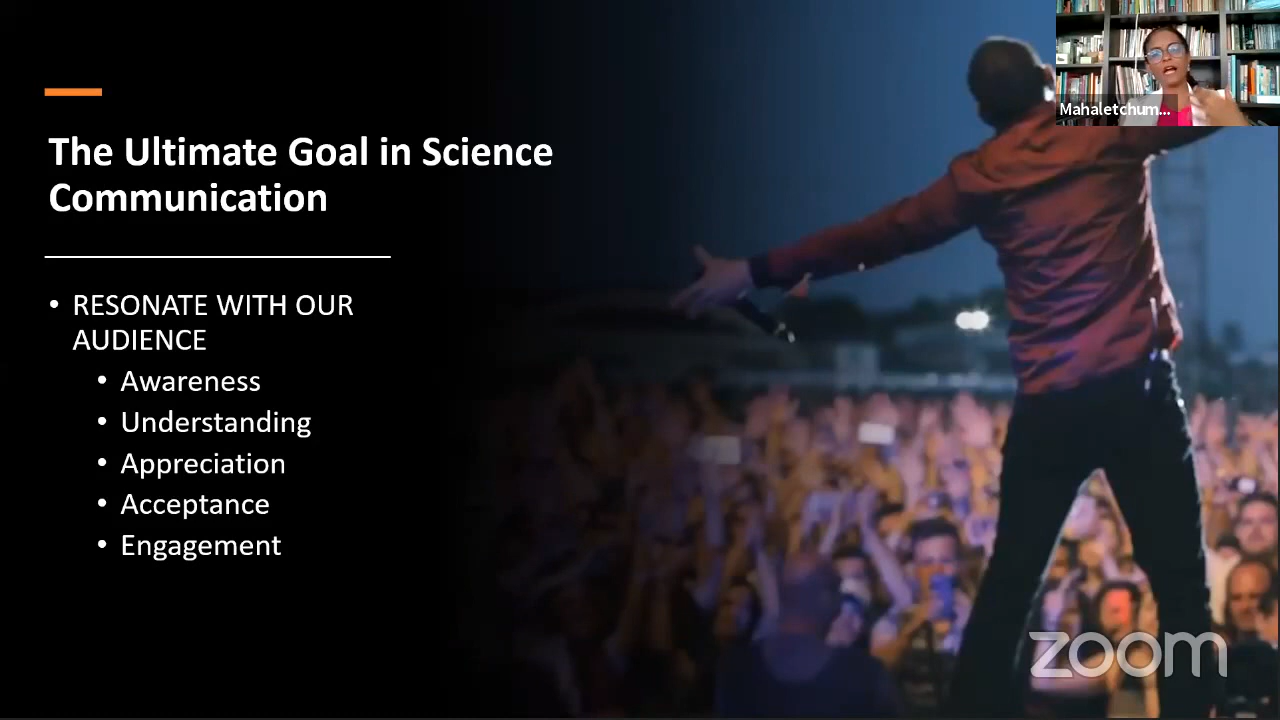 Mahaletchum...
The Ultimate Goal in Science
Communication
• RESONATE WITH OUR
AUDIENCE
• Awareness
• Understanding
• Appreciation
• Acceptance
• Engagement
zoom